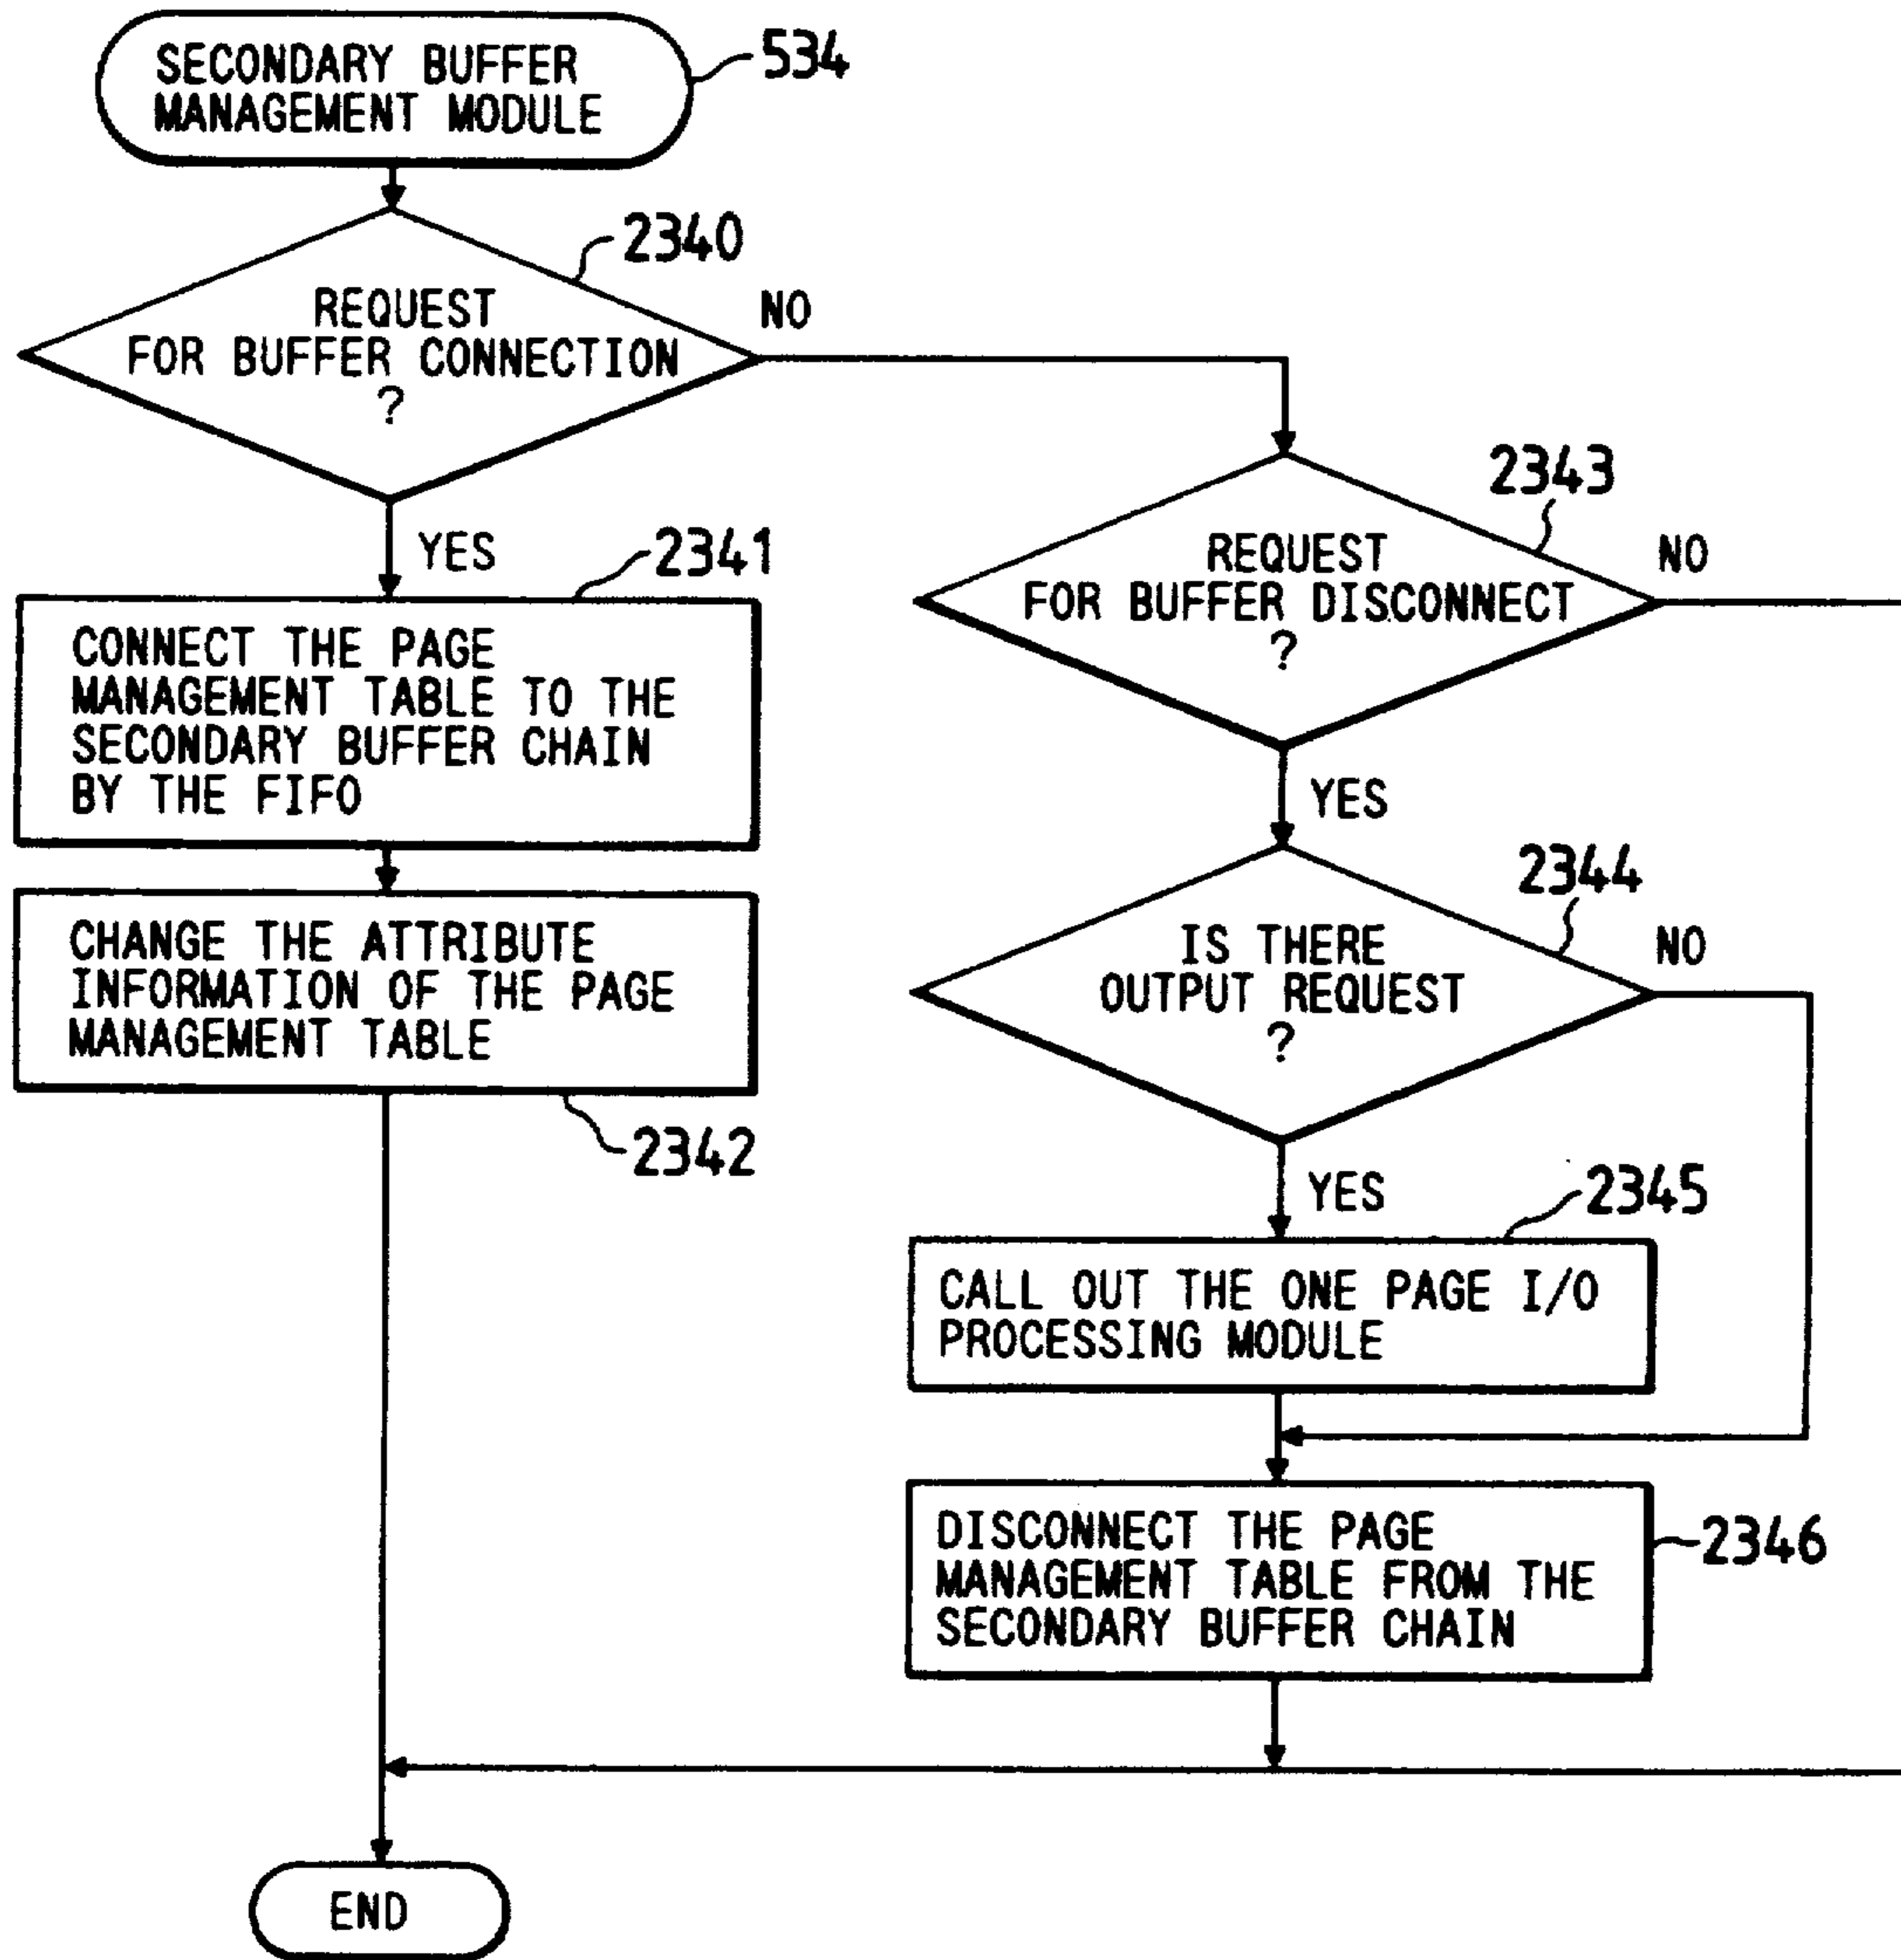 SECONDARY BUFFER
MANAGEMENT MODULE
534
2340
REQUEST
FOR BUFFER CONNECTION
?
NO
YES
2341
CONNECT THE PAGE
MANAGEMENT TABLE TO THE
SECONDARY BUFFER CHAIN
BY THE FIFO
CHANGE THE ATTRIBUTE
INFORMATION OF THE PAGE
MANAGEMENT TABLE
2342
2343
REQUEST
FOR BUFFER DISCONNECT
?
NO
YES
2344
IS THERE
OUTPUT REQUEST
?
NO
YES
2345
CALL OUT THE ONE PAGE I/O
PROCESSING MODULE
DISCONNECT THE PAGE
MANAGEMENT TABLE FROM THE
SECONDARY BUFFER CHAIN
2346
END